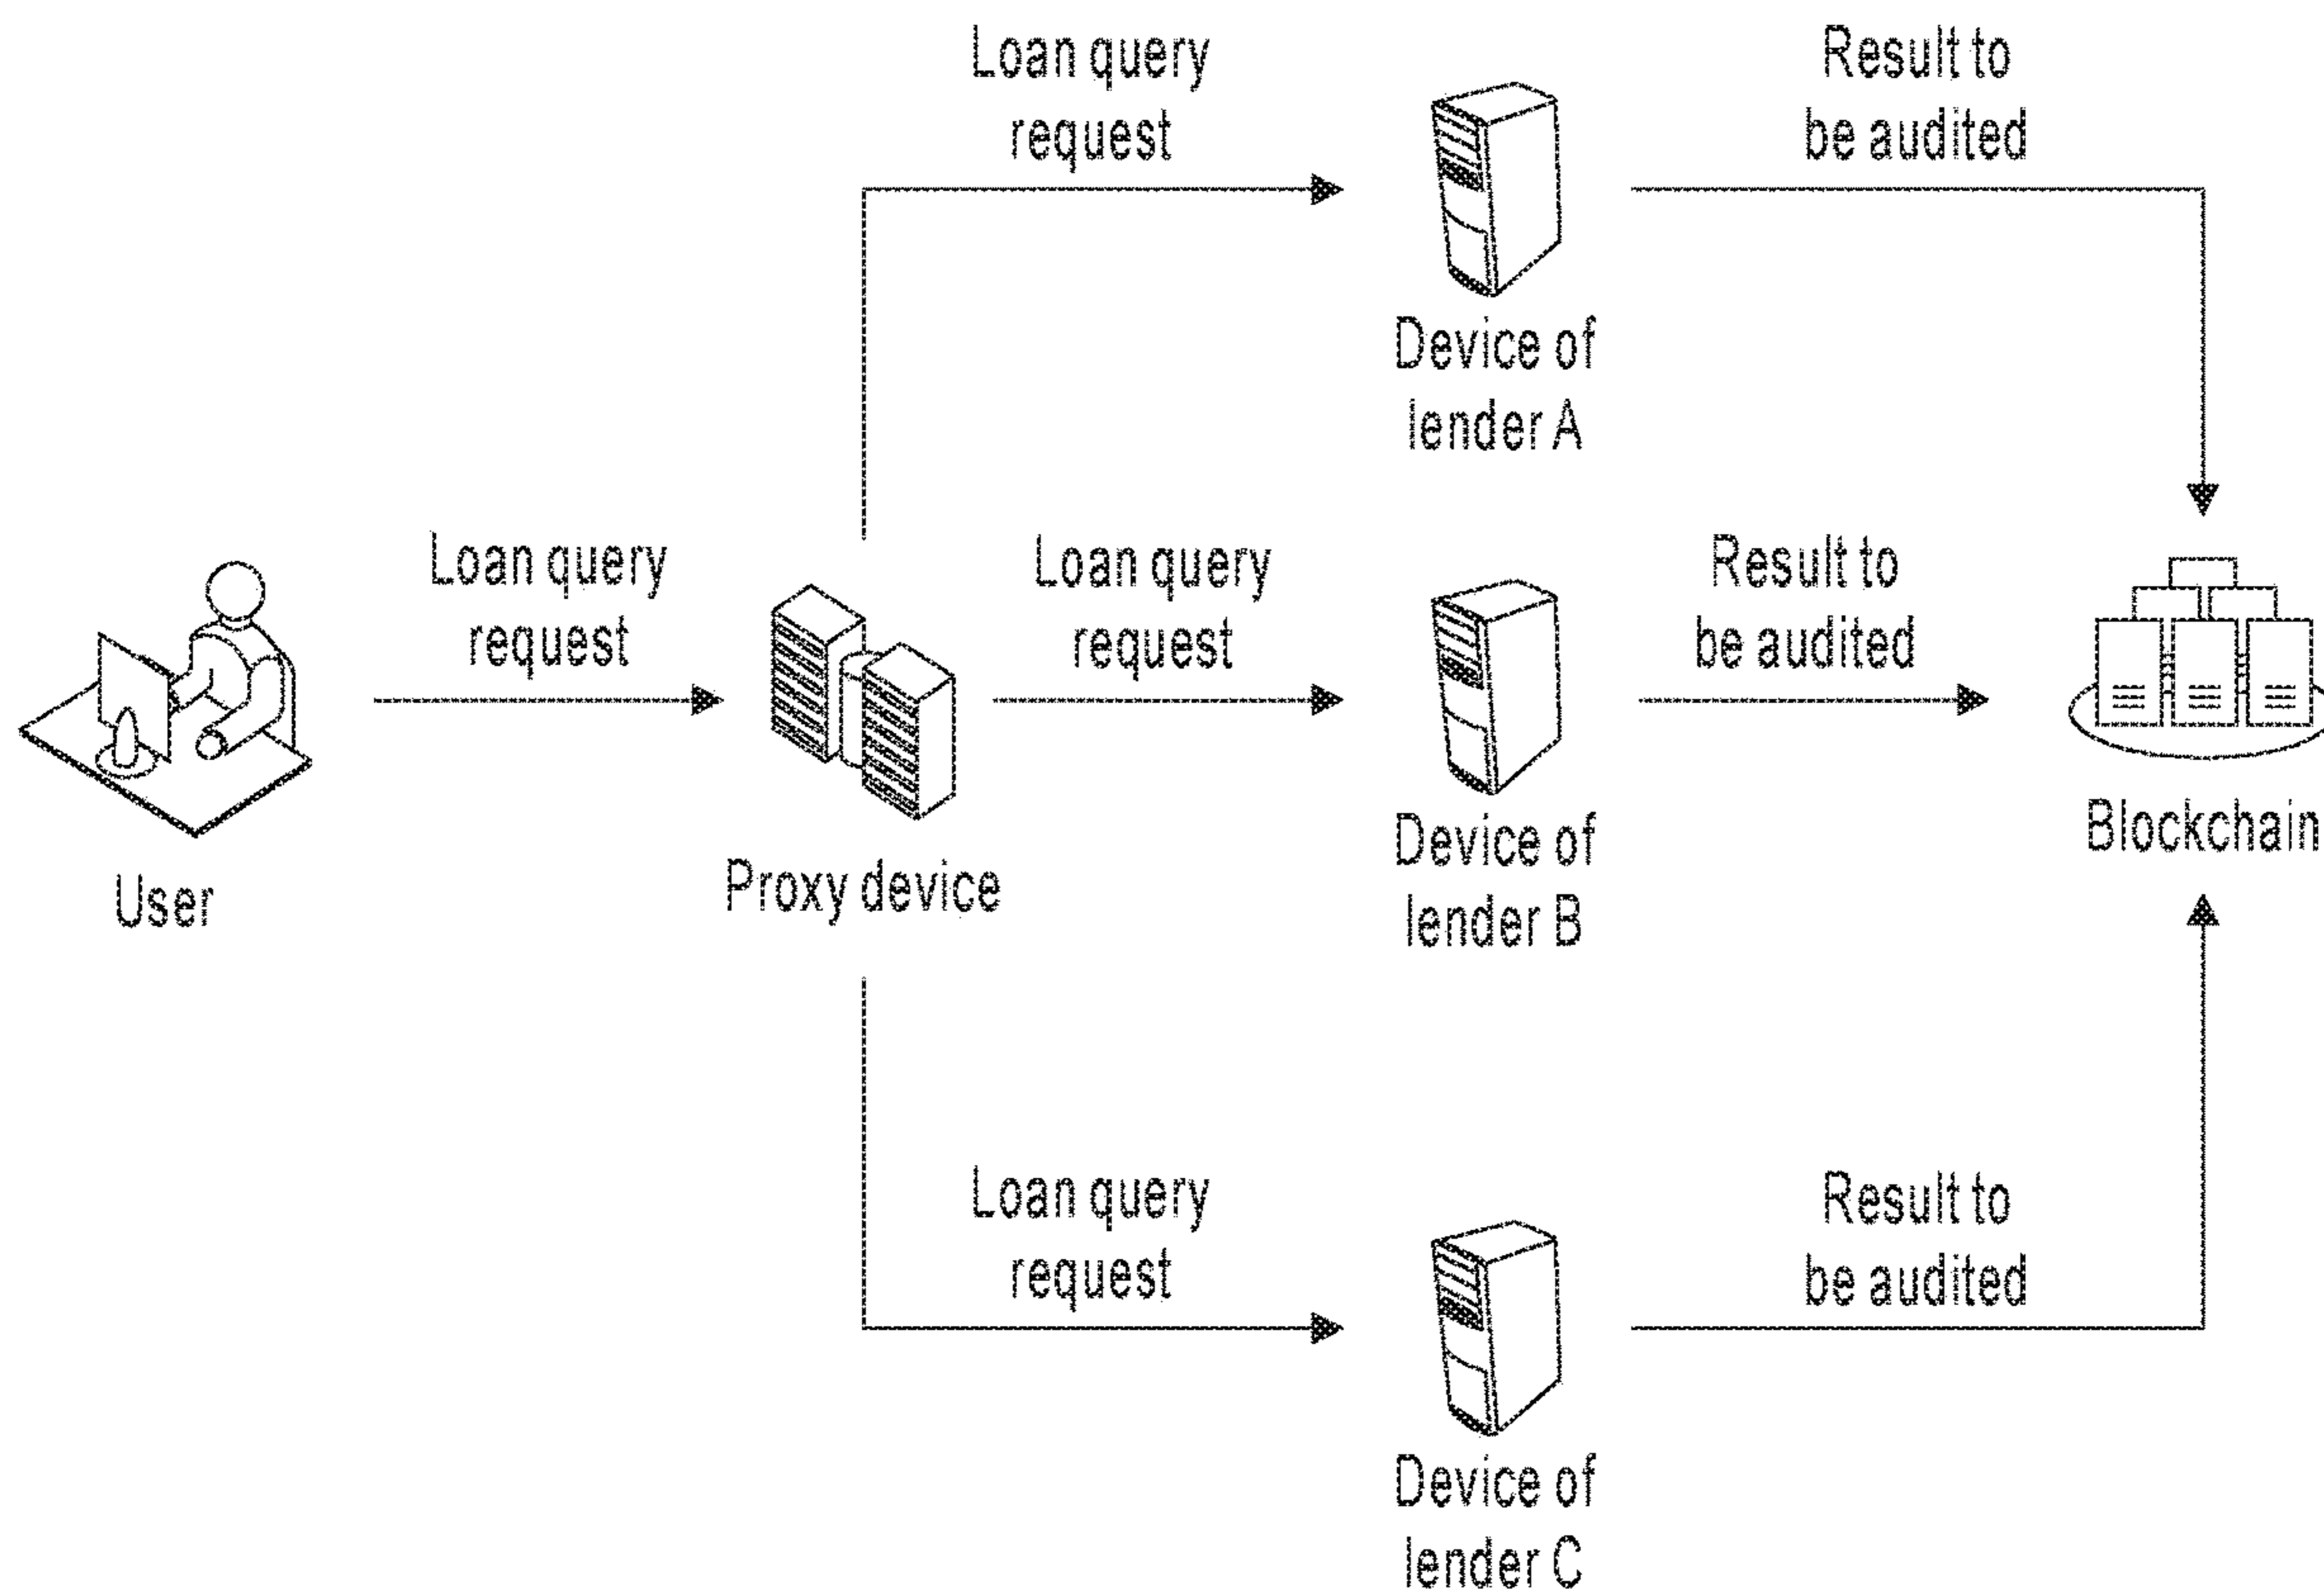 Loan query
request
Result to
be audited
Device of
lender A
Loan query
request
Loan query
request
Result to
be audited
User
Proxy device
Device of
lender B
Blockchain
Loan query
request
Result to
be audited
Device of
lender C